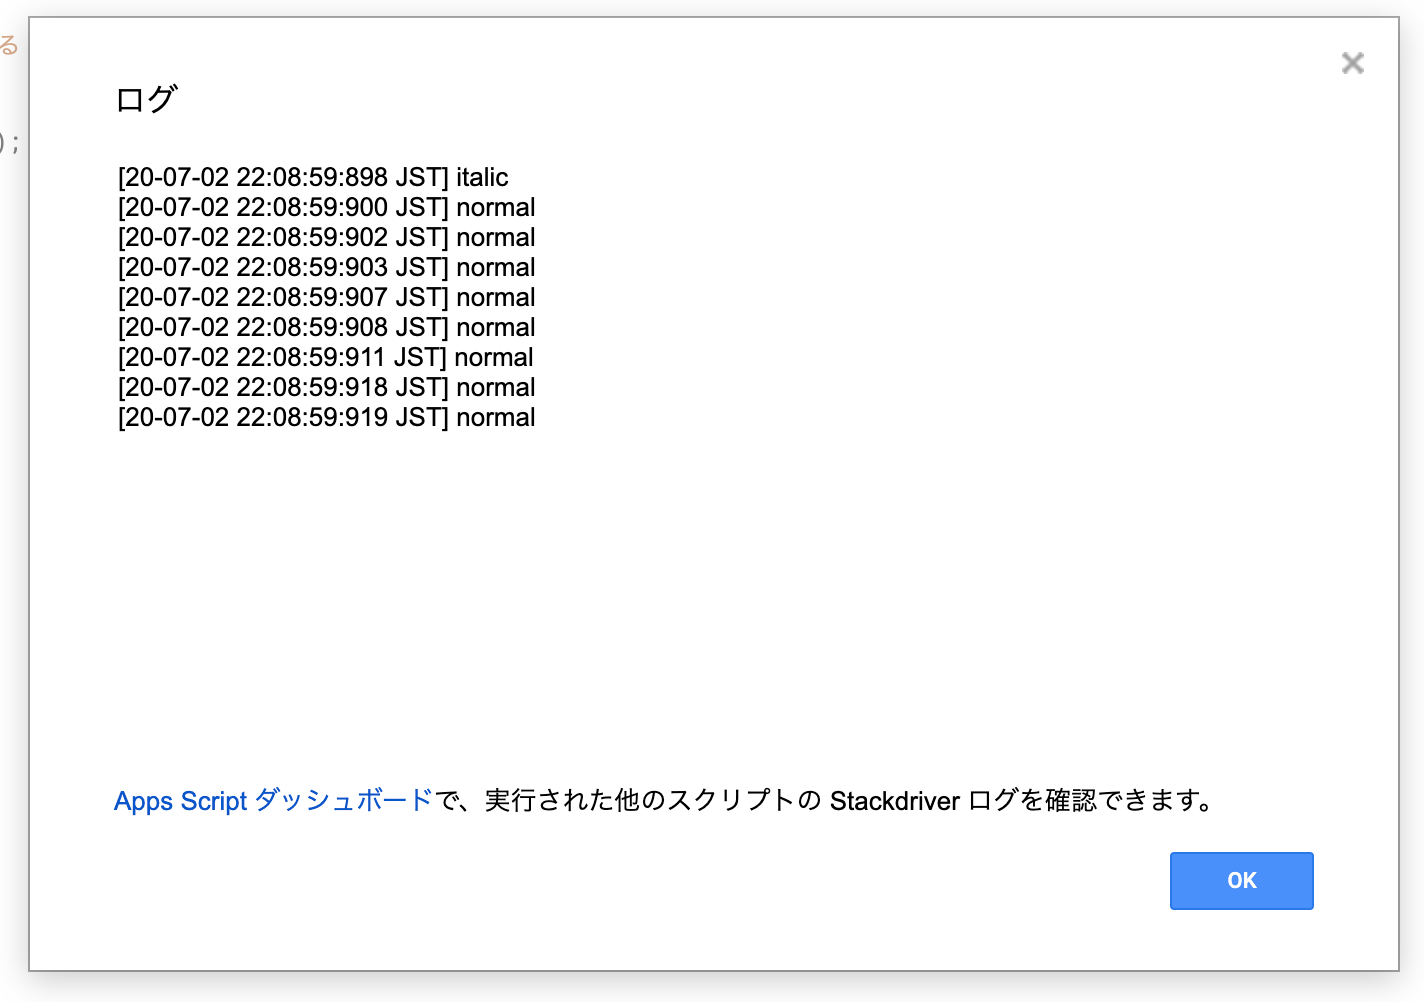 る
);
ログ
[20-07-02 22:08:59:898 JST] italic
[20-07-02 22:08:59:900 JST] normal
[20-07-02 22:08:59:902 JST] normal
[20-07-02 22:08:59:903 JST] normal
[20-07-02 22:08:59:907 JST] normal
[20-07-02 22:08:59:908 JST] normal
[20-07-02 22:08:59:911 JST] normal
[20-07-02 22:08:59:918 JST] normal
[20-07-02 22:08:59:919 JST] normal
Apps Script ダッシュボードで、実行された他のスクリプトの Stackdriver ログを確認できます。
OK